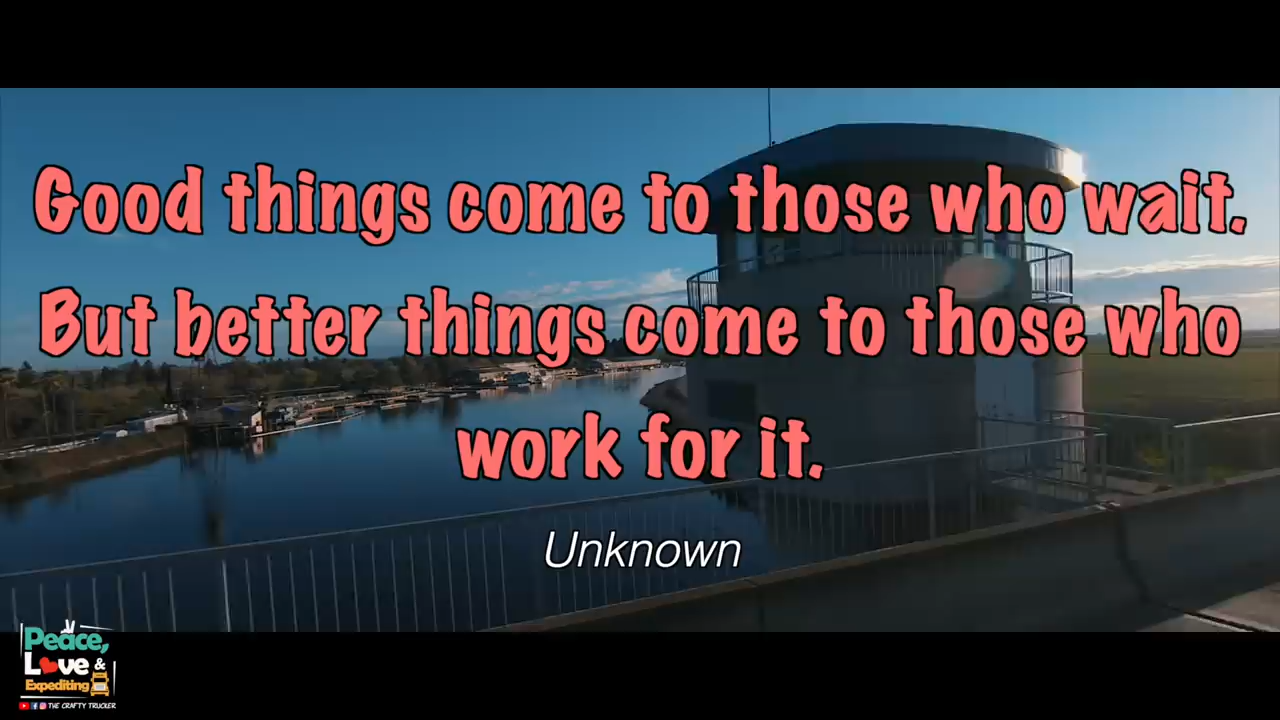 Good things come to those who wait.
But better things come to those who
work for it.
Unknown
Peace,
Love &
Expediting
THE CRAFTY TRUCKER